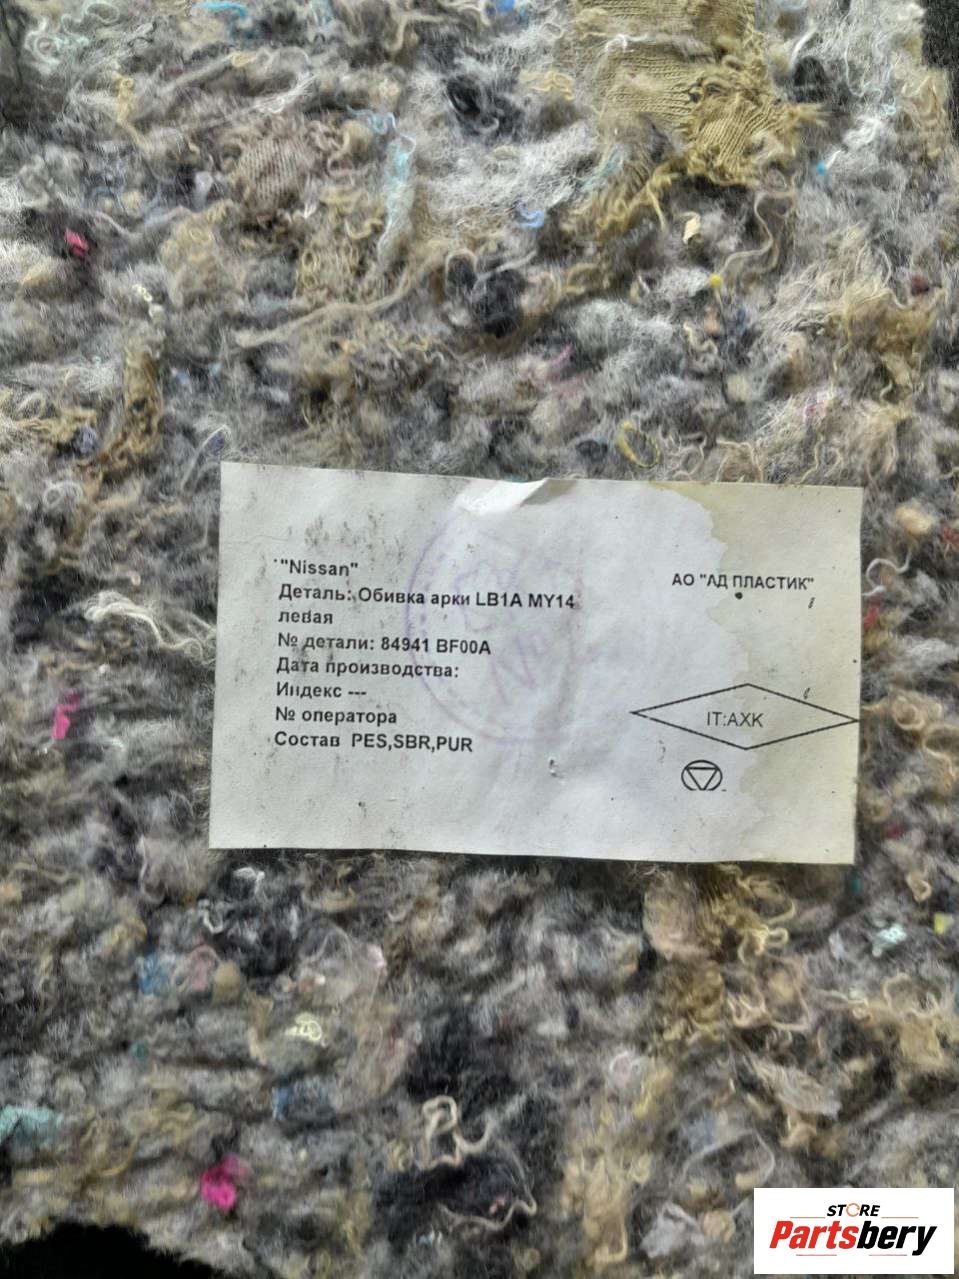 "Nissan"
АО "ЛД ПЛАСТИК"
Деталь: Обивка арки LB1A MY14
левая
№ детали: 84941 BF00A
Дата производства:
Индекс ---
№ оператора
IT:AXK
Состав PES,SBR,PUR
STORE
Partsbery